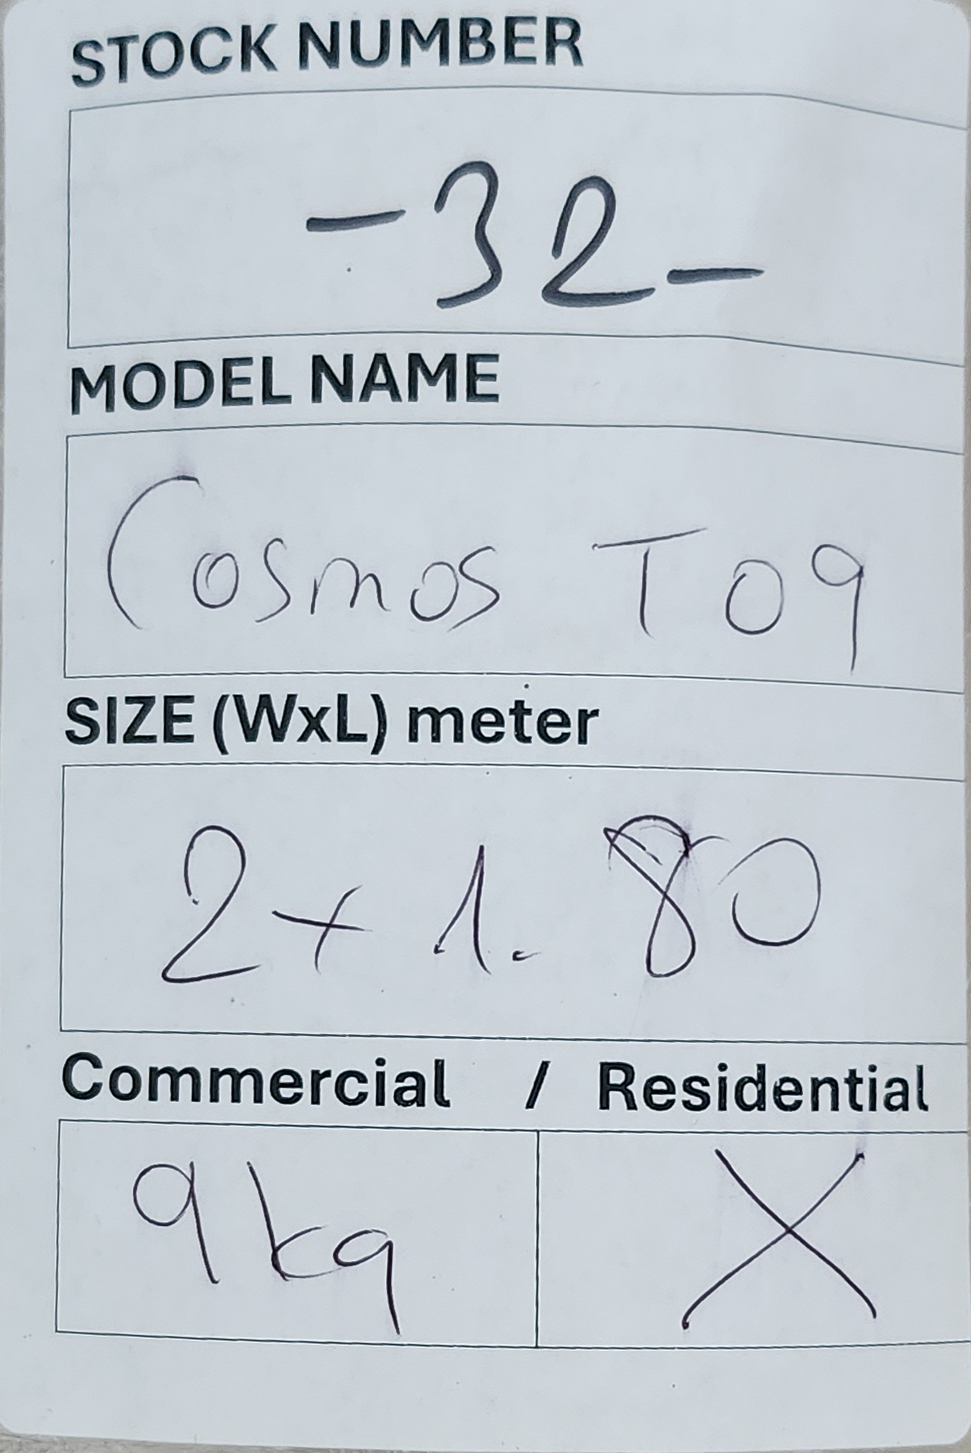 STOCK NUMBER
-32-
MODEL NAME
Cosmos T09
SIZE (WxL) meter
2x1.80
Commercial / Residential
9kg X